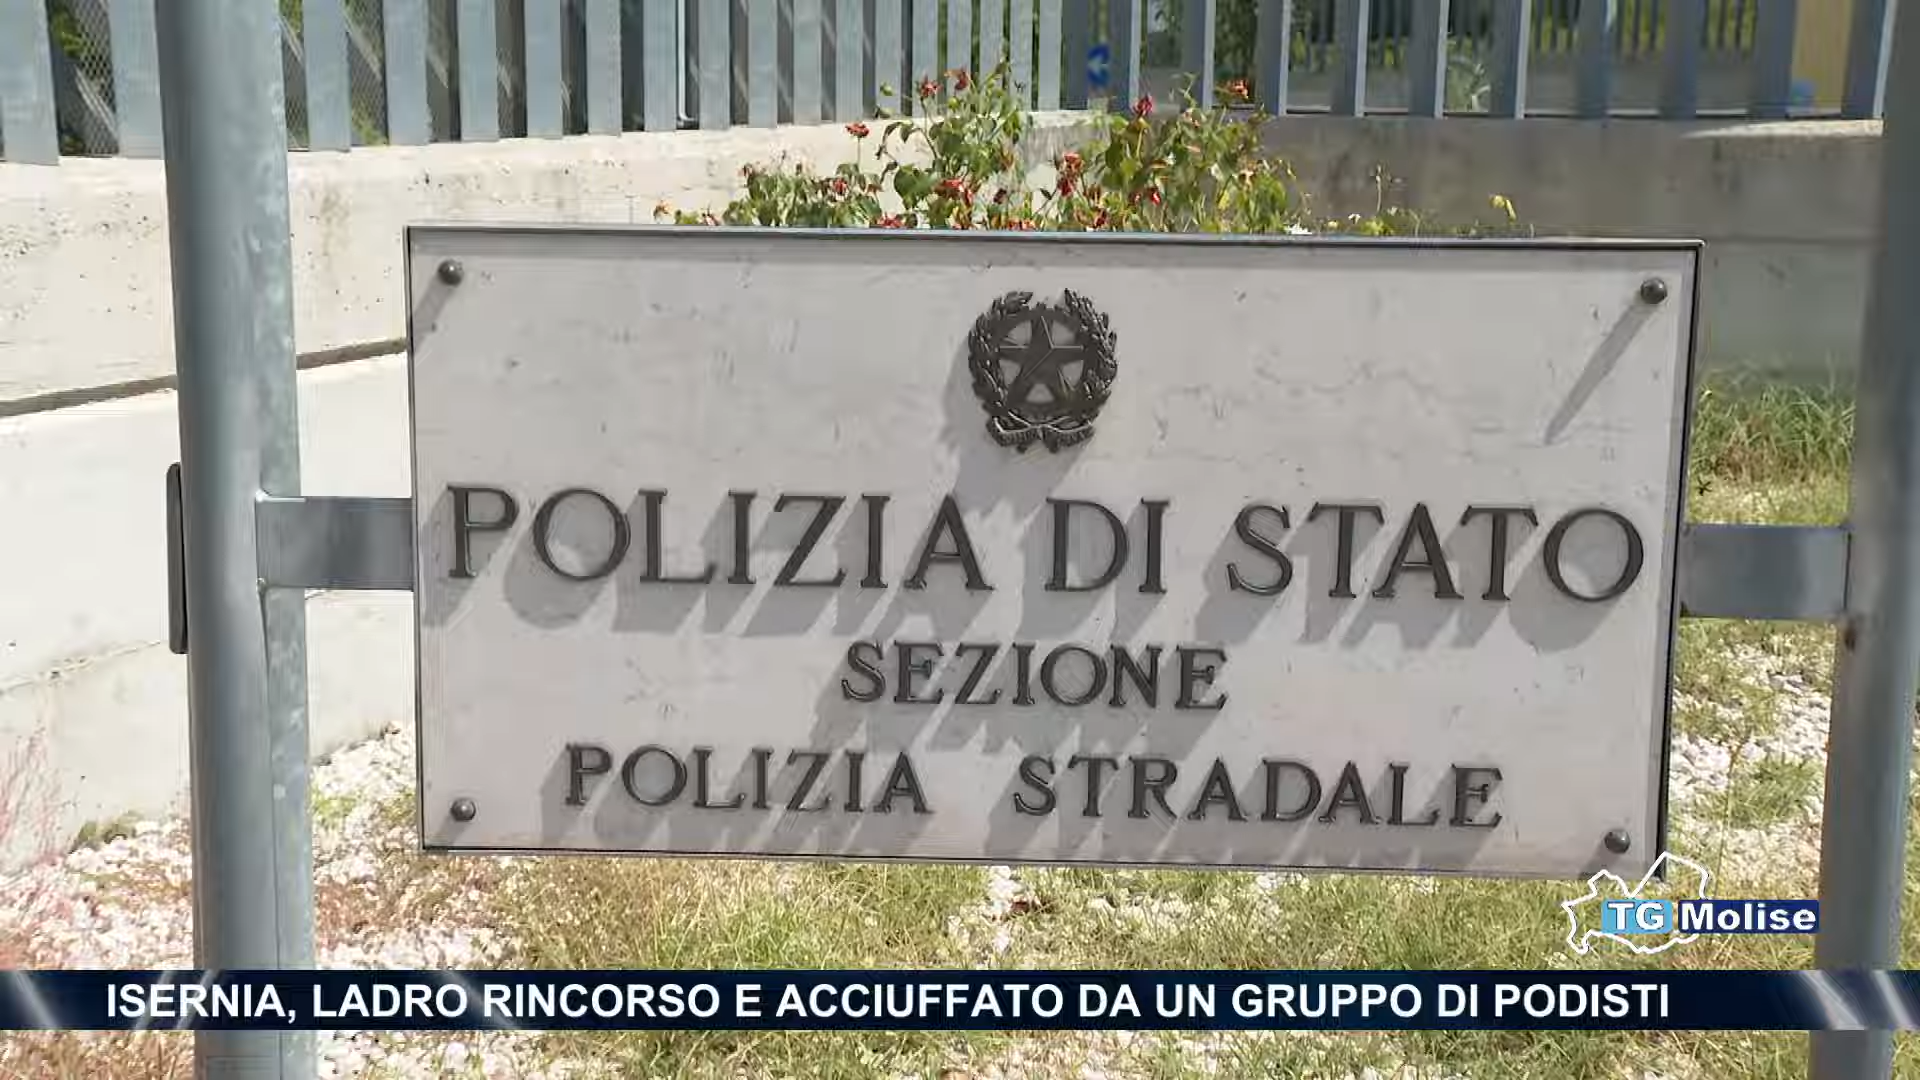 POLIZIA DI STATO
SEZIONE
POLIZIA STRADALE
TG Molise
ISERNIA, LADRO RINCORSO E ACCIUFFATO DA UN GRUPPO DI PODISTI